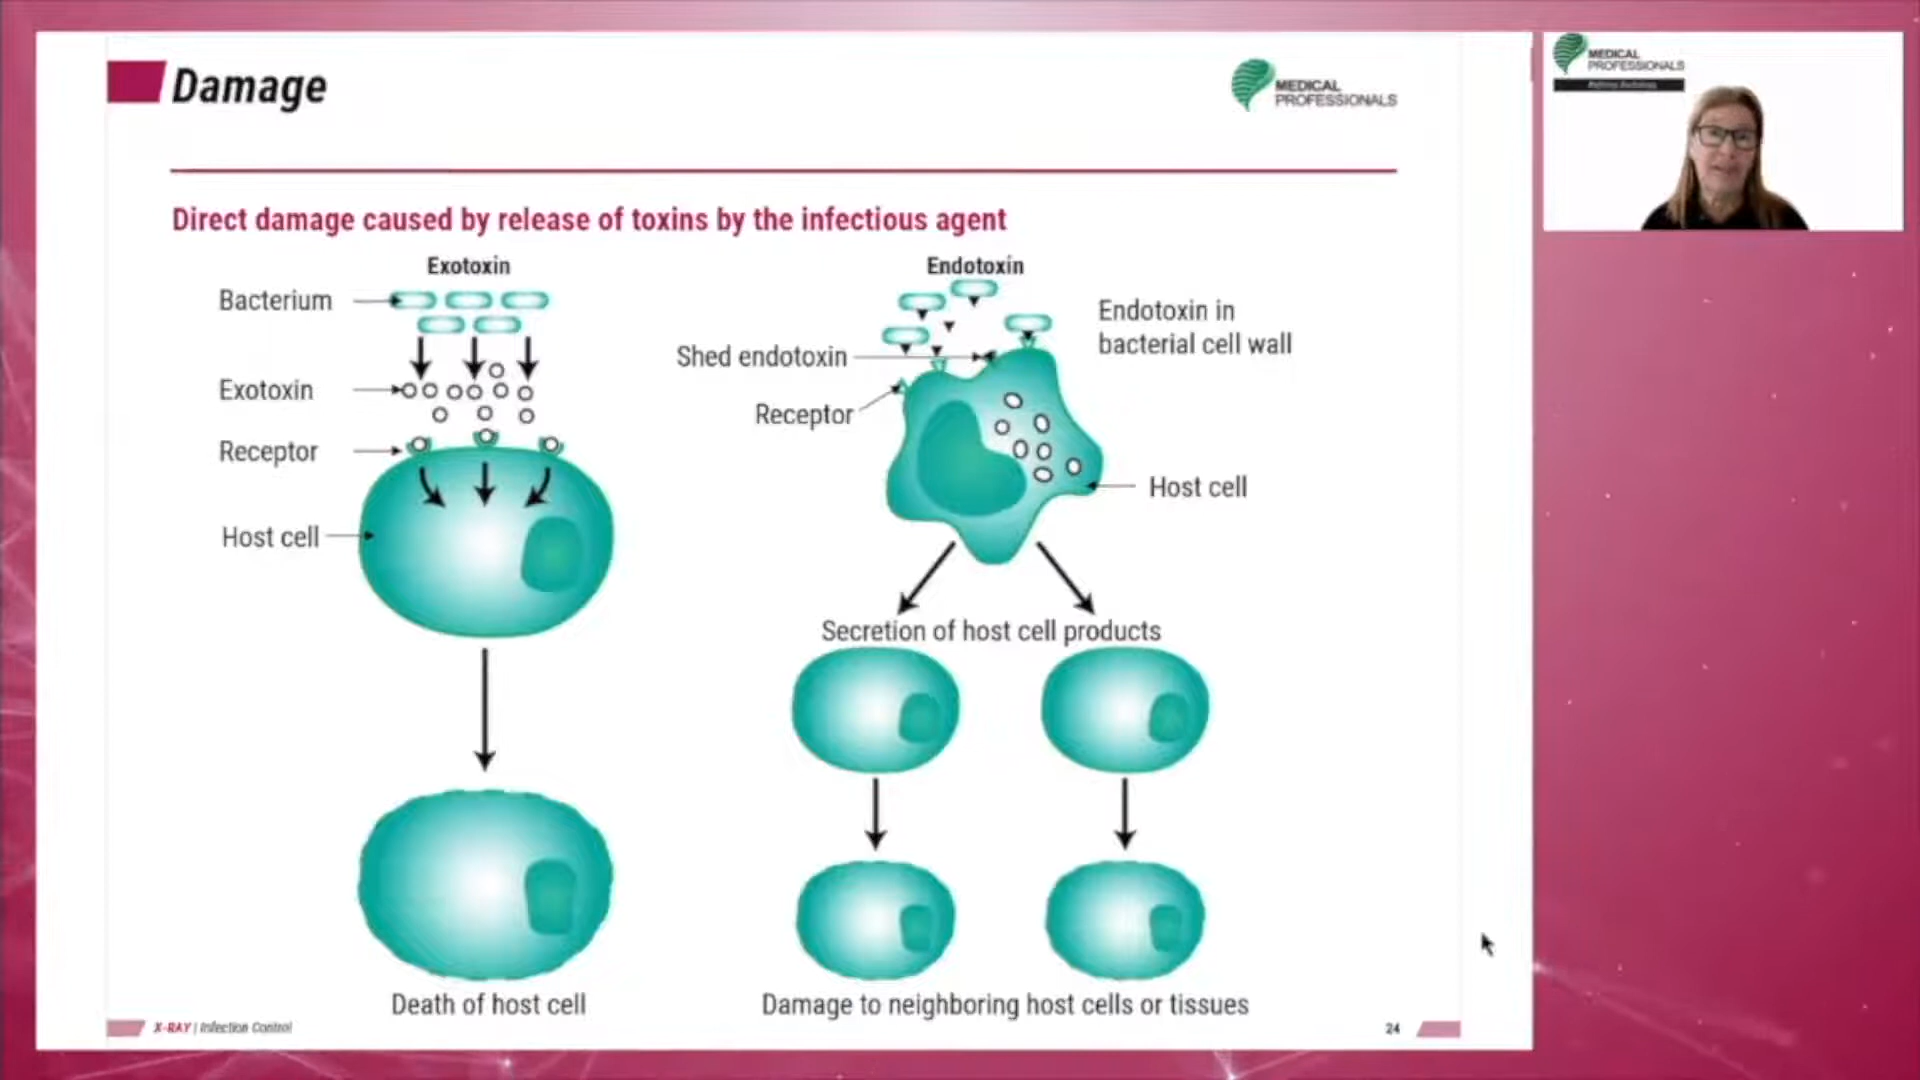 Damage
MEDICAL
PROFESSIONALS
Direct damage caused by release of toxins by the infectious agent
Exotoxin
Bacterium
Exotoxin
Receptor
Host cell
Death of host cell
Endotoxin
Endotoxin in
bacterial cell wall
Shed endotoxin
Receptor
Host cell
Secretion of host cell products
Damage to neighboring host cells or tissues
X-RAY | Infection Control
24
MEDICAL
PROFESSIONALS